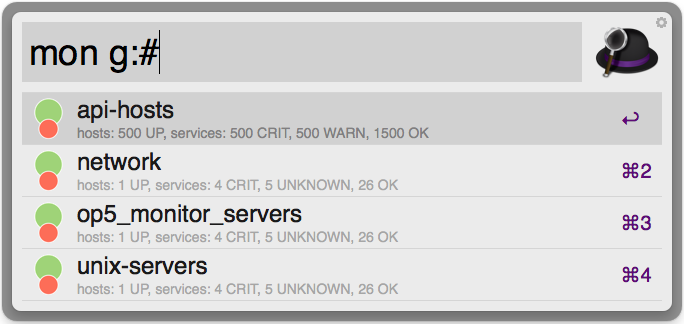 mon g:#
api-hosts
hosts: 500 UP, services: 500 CRIT, 500 WARN, 1500 OK
↩
network
hosts: 1 UP, services: 4 CRIT, 5 UNKNOWN, 26 OK
⌘2
op5_monitor_servers
hosts: 1 UP, services: 4 CRIT, 5 UNKNOWN, 26 OK
⌘3
unix-servers
hosts: 1 UP, services: 4 CRIT, 5 UNKNOWN, 26 OK
⌘4